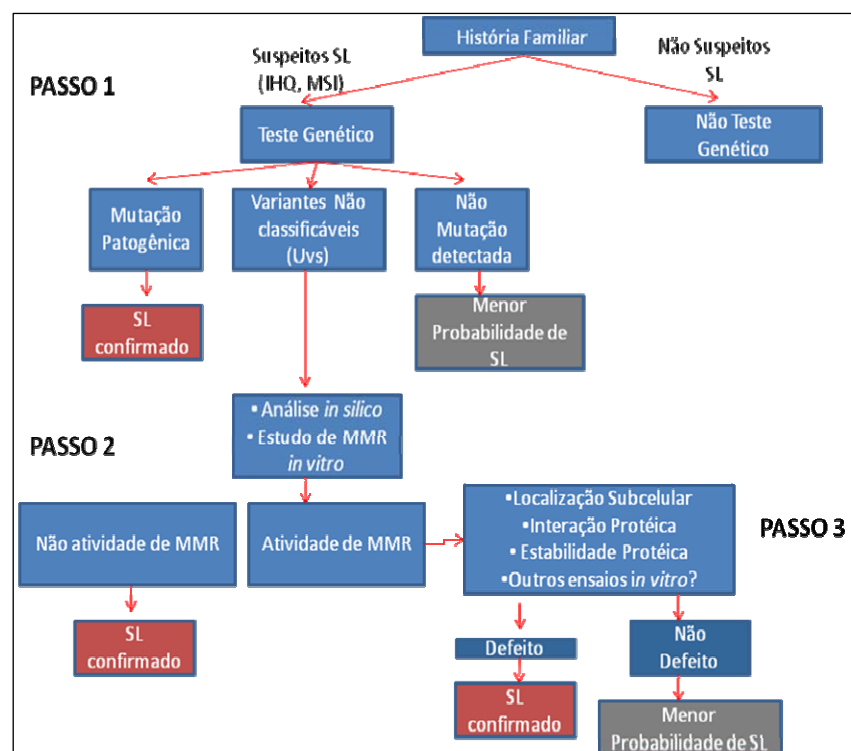 História Familiar
Suspeitos SL
(IHQ, MSI)
Não Suspeitos
SL
PASSO 1
Teste Genético
Não Teste
Genético
Mutação
Patogênica
Variantes Não
classificáveis
(Uvs)
Não
Mutação
detectada
SL
confirmado
Menor
Probabilidade de
SL
• Análise in silico
• Estudo de MMR
in vitro
PASSO 2
Não atividade de MMR
Atividade de MMR
•Localização Subcelular
•Interação Protéica
• Estabilidade Protéica
•Outros ensaios in vitro?
PASSO 3
SL
confirmado
Defeito
Não
Defeito
SL
confirmado
Menor
Probabilidade de SL